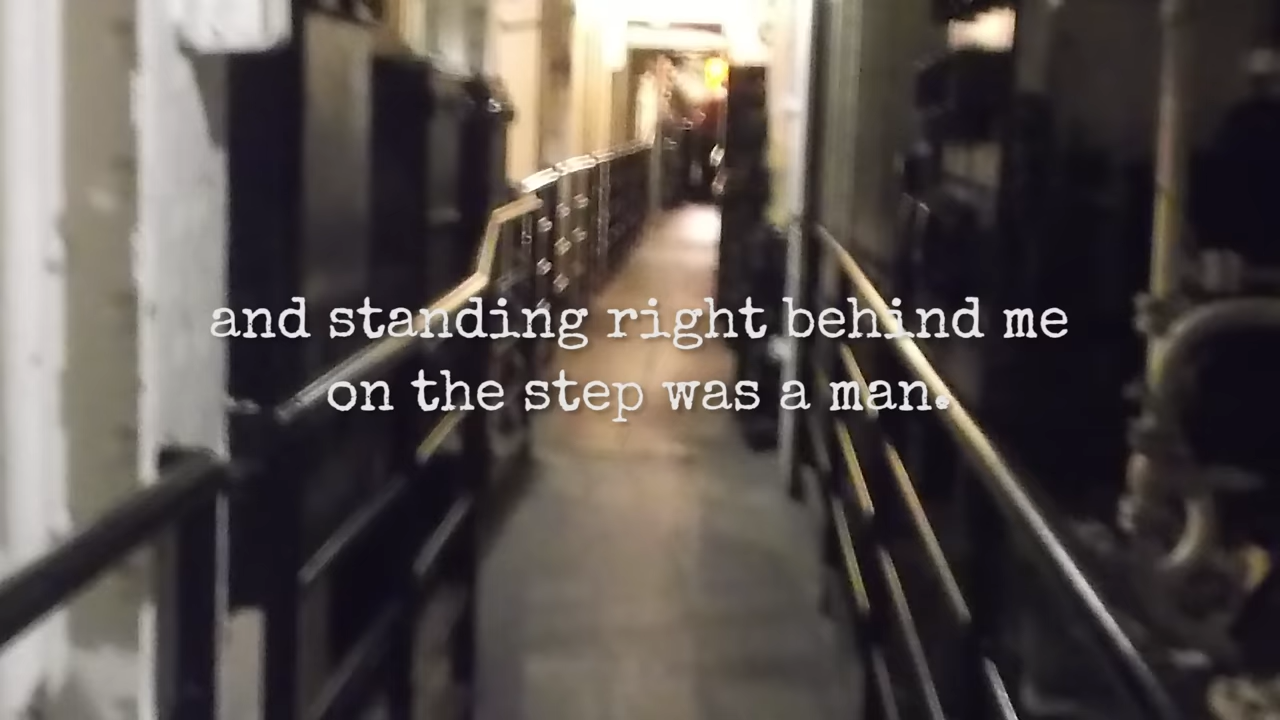 and standing right behind me
on the step was a man.